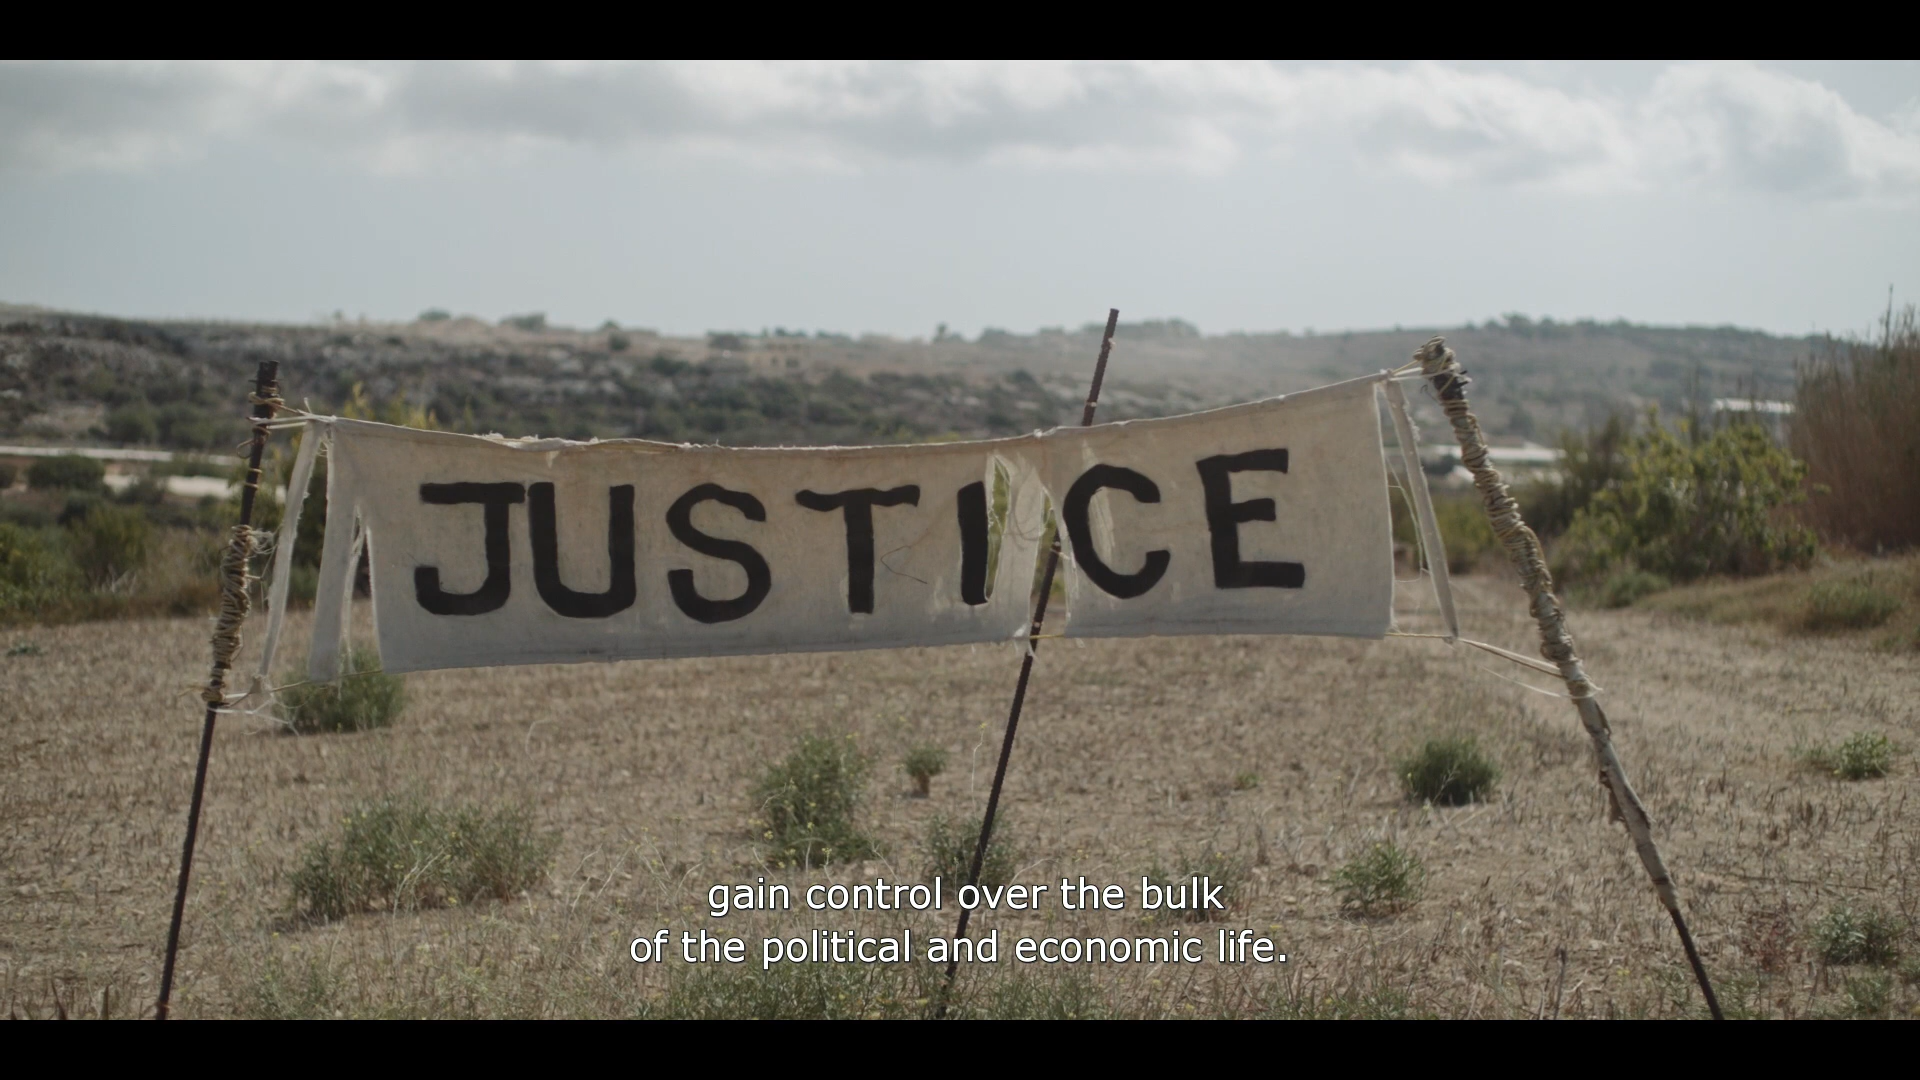 JUSTICE
gain control over the bulk
of the political and economic life.